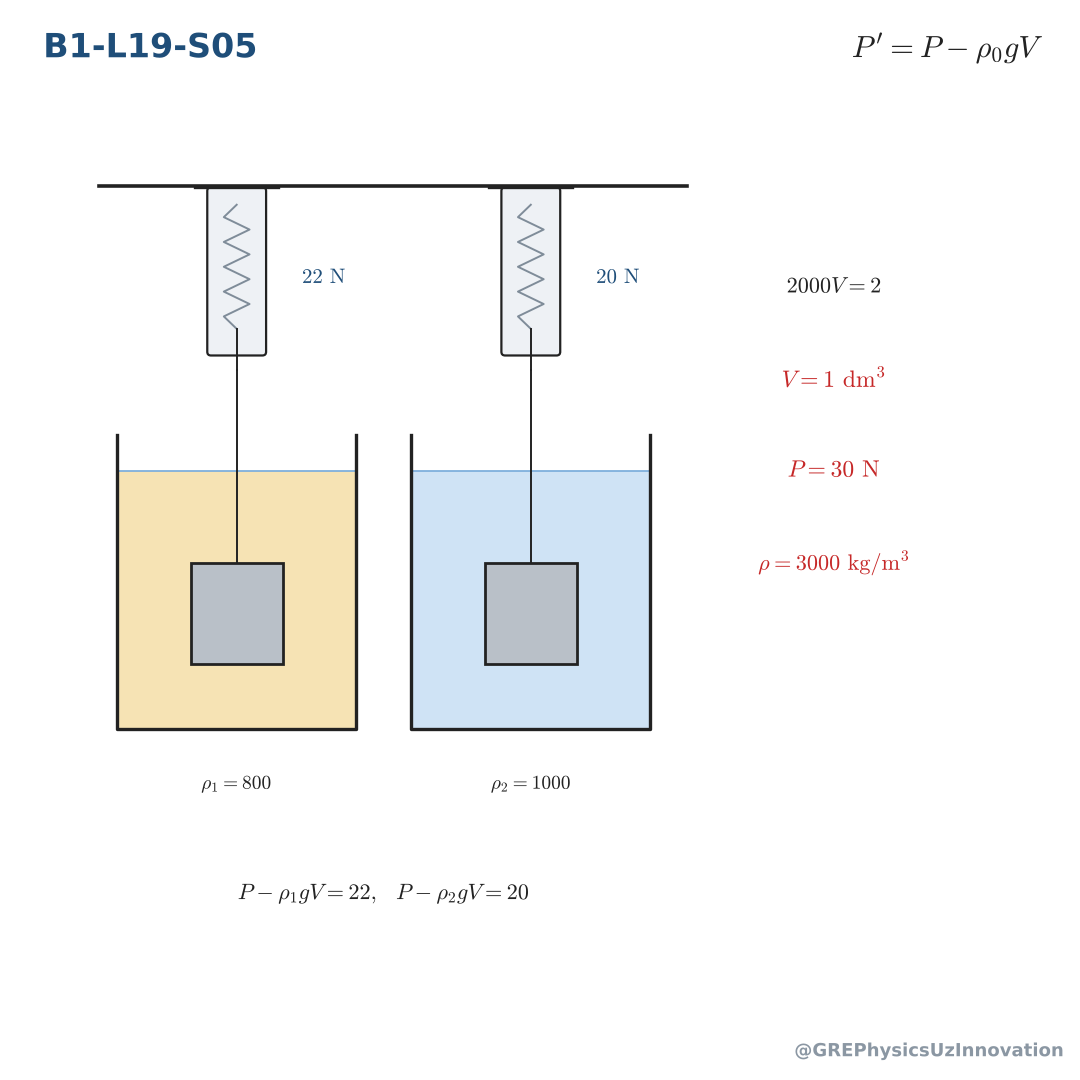 B1-L19-S05
P′ = P − ρ₀gV
22 N
20 N
2000V = 2
V = 1 dm³
P = 30 N
ρ = 3000 kg/m³
ρ₁ = 800
ρ₂ = 1000
P − ρ₁gV = 22, P − ρ₂gV = 20
@GREPhysicsUzInnovation